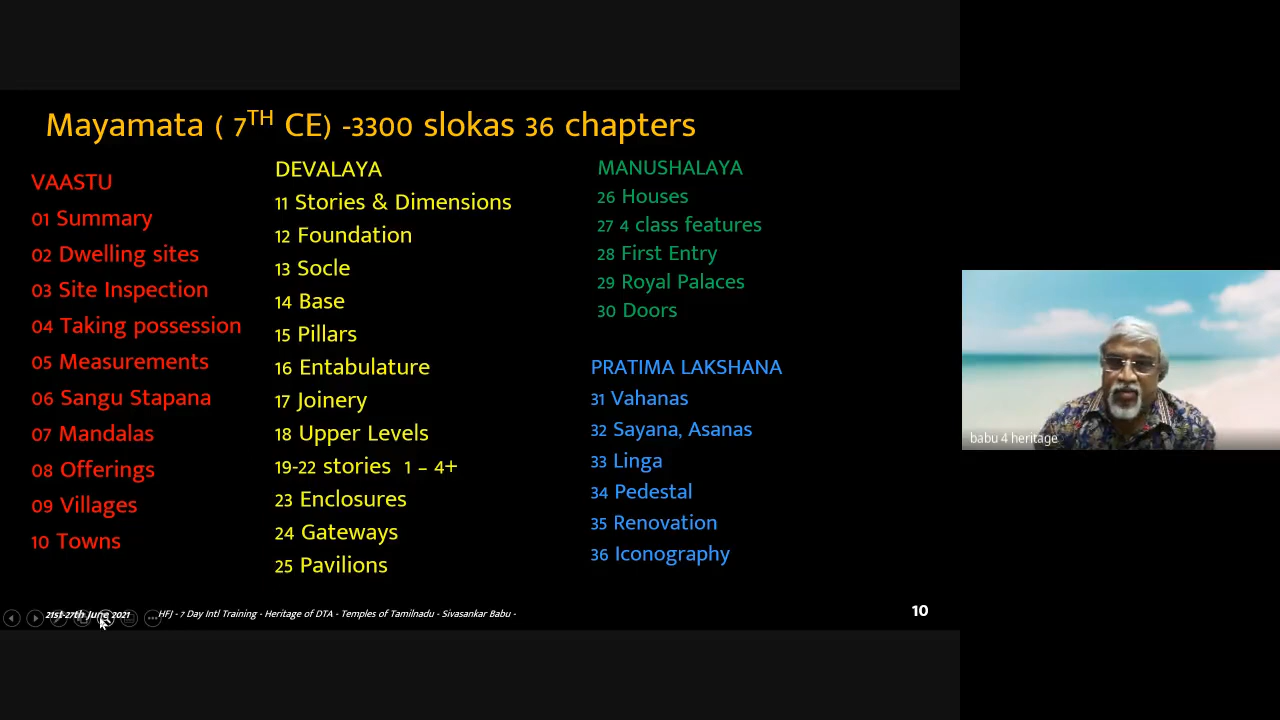 Mayamata ( 7TH CE) -3300 slokas 36 chapters
VAASTU
01 Summary
02 Dwelling sites
03 Site Inspection
04 Taking possession
05 Measurements
06 Sangu Stapana
07 Mandalas
08 Offerings
09 Villages
10 Towns
DEVALAYA
11 Stories & Dimensions
12 Foundation
13 Socle
14 Base
15 Pillars
16 Entabulature
17 Joinery
18 Upper Levels
19-22 stories 1 – 4+
23 Enclosures
24 Gateways
25 Pavilions
MANUSHALAYA
26 Houses
27 4 class features
28 First Entry
29 Royal Palaces
30 Doors
PRATIMA LAKSHANA
31 Vahanas
32 Sayana, Asanas
33 Linga
34 Pedestal
35 Renovation
36 Iconography
babu 4 heritage
21st-27th June 2021
HFJ - 7 Day Intl Training - Heritage of DTA - Temples of Tamilnadu - Sivasankar Babu -
10